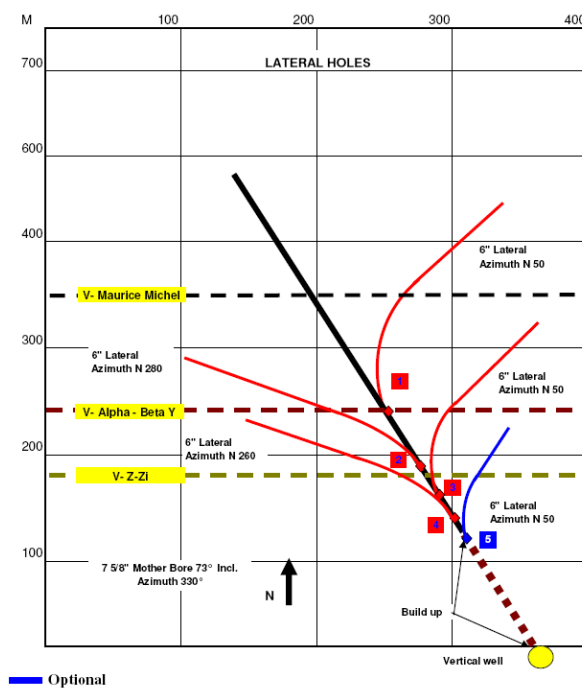 M 100 200 300 400
700
LATERAL HOLES
600
400
6" Lateral
Azimuth N 50
V- Maurice Michel
300
6" Lateral
Azimuth N 280
6" Lateral
Azimuth N 50
1
V- Alpha - Beta Y
200
6" Lateral
Azimuth N 260
2
V- Z-Zi
3
4
6" Lateral
Azimuth N 50
5
100
7 5/8" Mother Bore 73° Incl.
Azimuth 330°
N
Build up
Vertical well
Optional